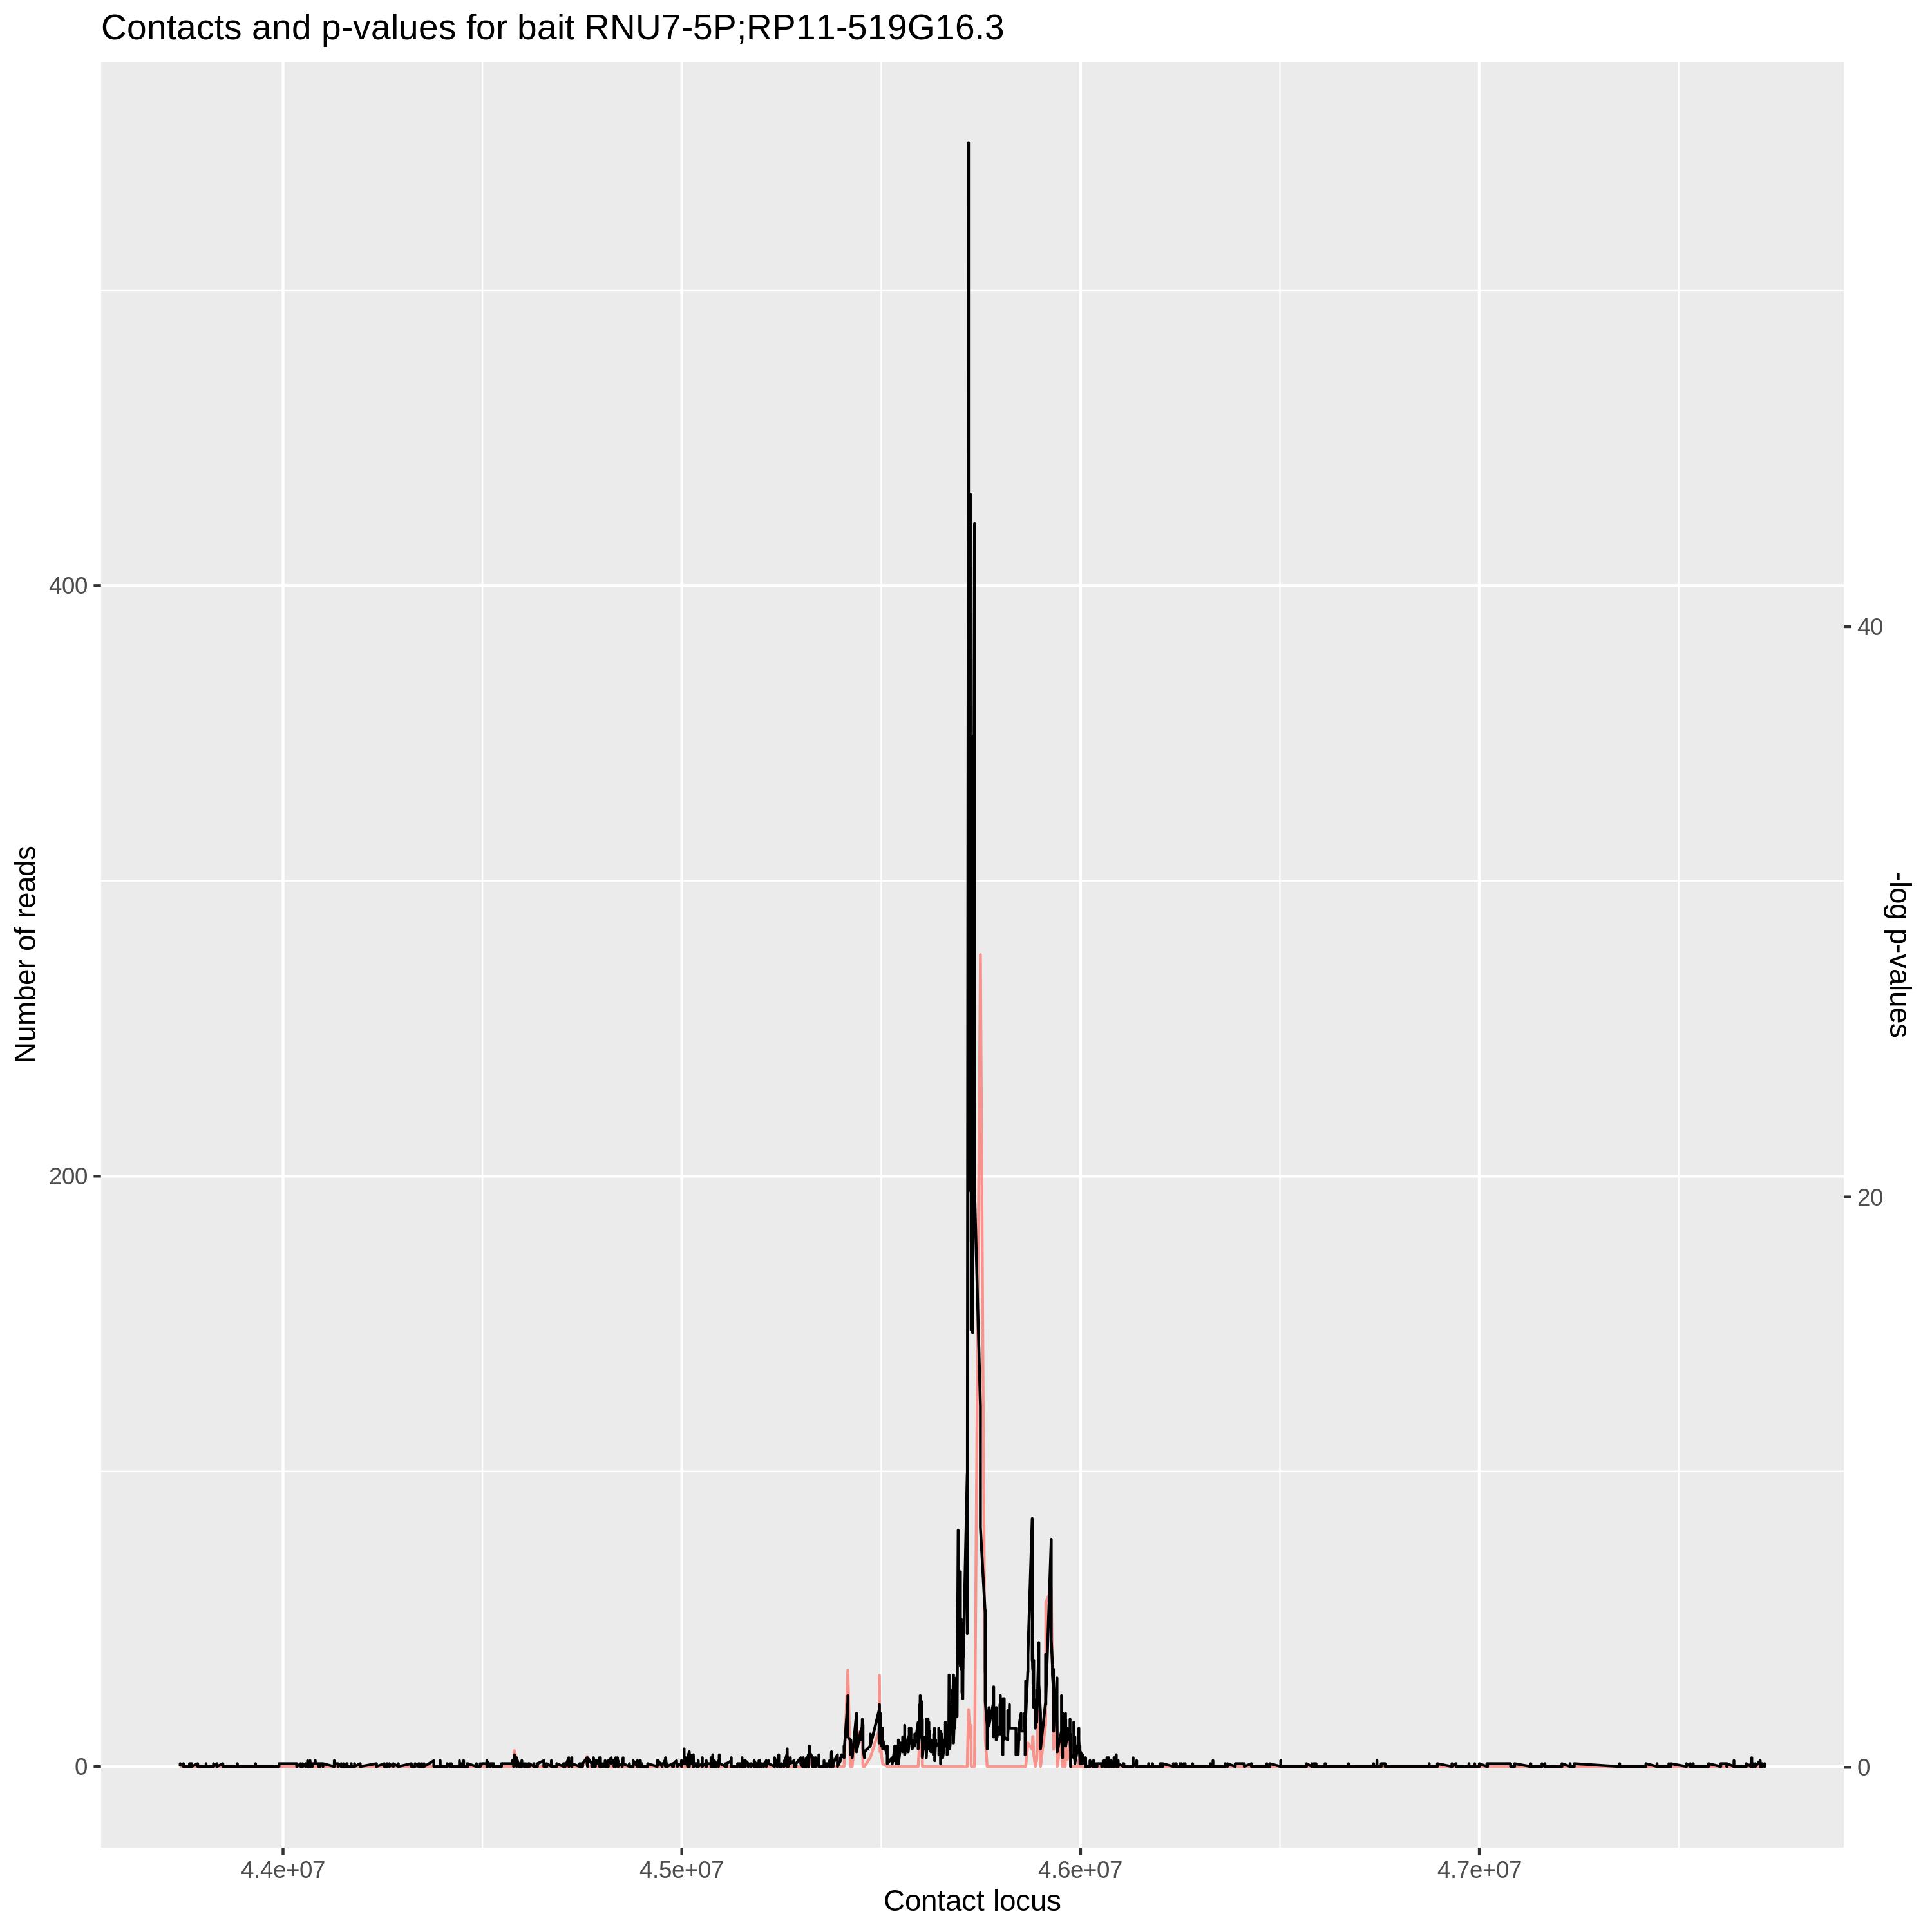 Contacts and p-values for bait RNU7-5P;RP11-519G16.3
Number of reads
400
200
0
40
20
0
-log p-values
4.4e+07
4.5e+07
4.6e+07
4.7e+07
Contact locus